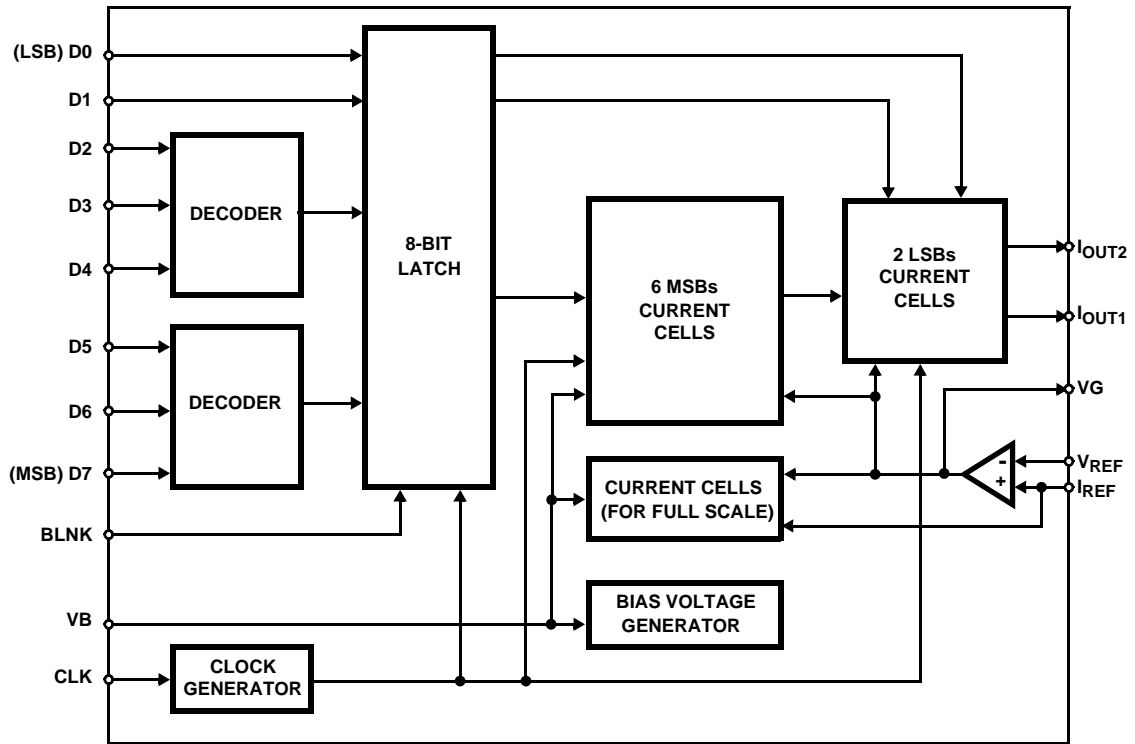 (LSB) D0
D1
D2
D3
D4
D5
D6
(MSB) D7
BLNK
VB
CLK
DECODER
DECODER
CLOCK
GENERATOR
8-BIT
LATCH
6 MSBs
CURRENT
CELLS
CURRENT CELLS
(FOR FULL SCALE)
BIAS VOLTAGE
GENERATOR
2 LSBs
CURRENT
CELLS
-
+
IOUT2
IOUT1
VG
VREF
IREF